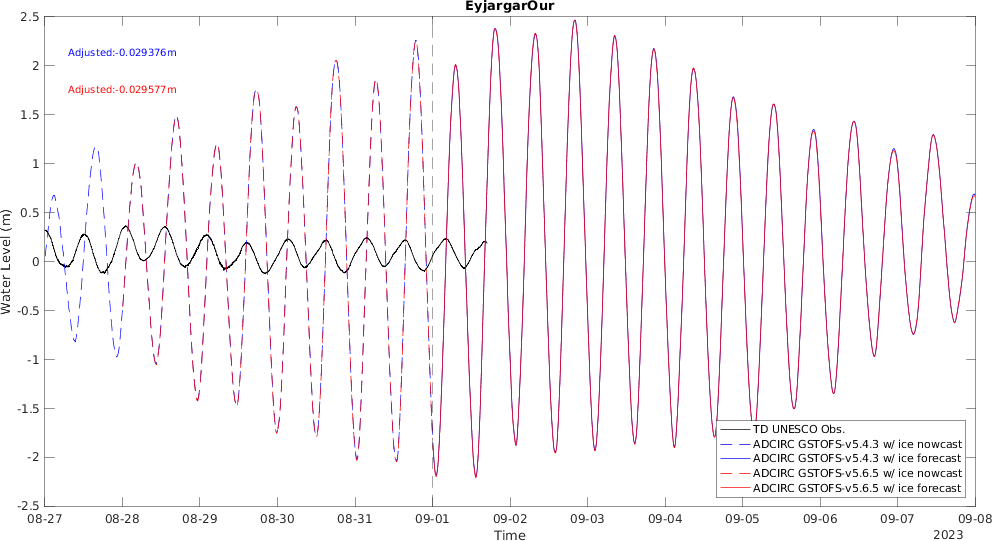 EyjargarOur
Adjusted:-0.029376m
Adjusted:-0.029577m
Water Level (m)
2.5
2
1.5
1
0.5
0
-0.5
-1
-1.5
-2
-2.5
TD UNESCO Obs.
ADCIRC GSTOFS-v5.4.3 w/ ice nowcast
ADCIRC GSTOFS-v5.4.3 w/ ice forecast
ADCIRC GSTOFS-v5.6.5 w/ ice nowcast
ADCIRC GSTOFS-v5.6.5 w/ ice forecast
08-27 08-28 08-29 08-30 08-31 09-01 09-02 09-03 09-04 09-05 09-06 09-07 09-08
Time
2023